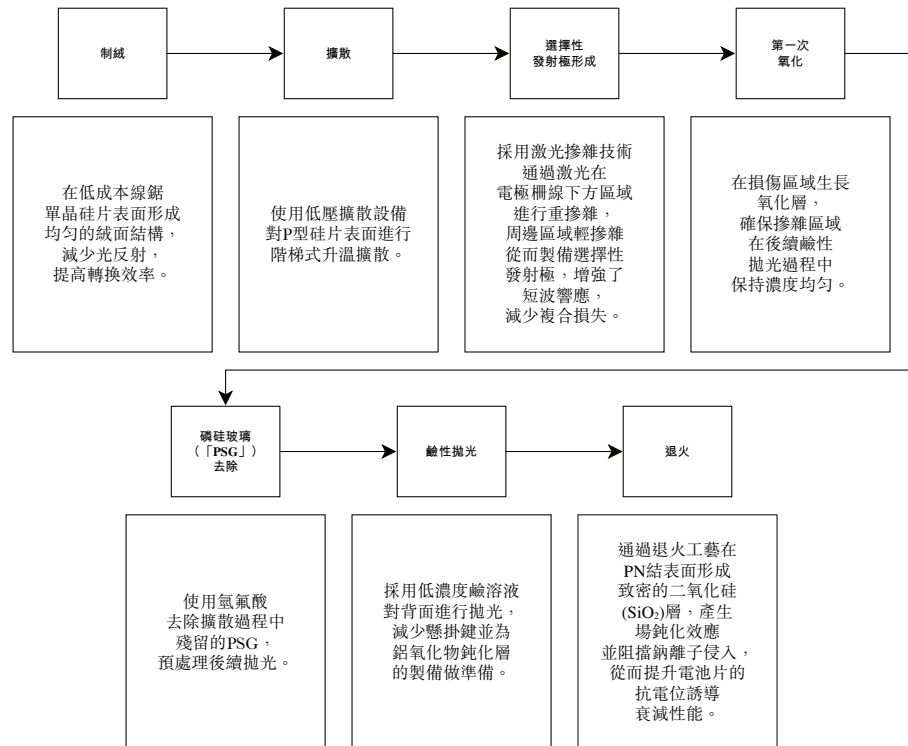 制絨
擴散
選擇性
發射極形成
第一次
氧化
在低成本線鋸
單晶硅片表面形成
均勻的絨面結構，
減少光反射，
提高轉換效率。
使用低壓擴散設備
對P型硅片表面進行
階梯式升溫擴散。
採用激光摻雜技術
通過激光在
電極柵線下方區域
進行重摻雜，
周邊區域輕摻雜
從而製備選擇性
發射極，增強了
短波響應，
減少複合損失。
在損傷區域生長
氧化層，
確保摻雜區域
在後續鹼性
拋光過程中
保持濃度均勻。
磷硅玻璃
（「PSG」）
去除
鹼性拋光
退火
使用氫氟酸
去除擴散過程中
殘留的PSG，
預處理後續拋光。
採用低濃度鹼溶液
對背面進行拋光，
減少懸掛鍵並為
鋁氧化物鈍化層
的製備做準備。
通過退火工藝在
PN結表面形成
致密的二氧化硅
(SiO₂)層，產生
場鈍化效應
並阻擋鈉離子侵入，
從而提升電池片的
抗電位誘導
衰減性能。